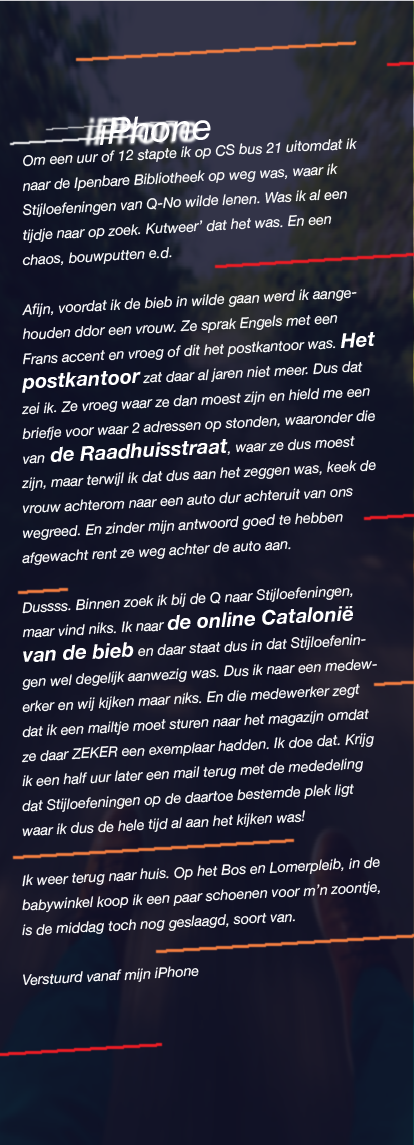 iPhone
Om een uur of 12 stapte ik op CS bus 21 uitomdat ik
naar de Ipenbare Bibliotheek op weg was, waar ik
Stijloefeningen van Q-No wilde lenen. Was ik al een
tijdje naar op zoek. Kutweer’ dat het was. En een
chaos, bouwputten e.d.
Afijn, voordat ik de bieb in wilde gaan werd ik aange-
houden ddor een vrouw. Ze sprak Engels met een
Frans accent en vroeg of dit het postkantoor was. Het
postkantoor zat daar al jaren niet meer. Dus dat
zei ik. Ze vroeg waar ze dan moest zijn en hield me een
briefje voor waar 2 adressen op stonden, waaronder die
van de Raadhuisstraat, waar ze dus moest
zijn, maar terwijl ik dat dus aan het zeggen was, keek de
vrouw achterom naar een auto dur achteruit van ons
wegreed. En zinder mijn antwoord goed te hebben
afgewacht rent ze weg achter de auto aan.
Dussss. Binnen zoek ik bij de Q naar Stijloefeningen,
maar vind niks. Ik naar de online Catalonië
van de bieb en daar staat dus in dat Stijloefenin-
gen wel degelijk aanwezig was. Dus ik naar een medew-
erker en wij kijken maar niks. En die medewerker zegt
dat ik een mailtje moet sturen naar het magazijn omdat
ze daar ZEKER een exemplaar hadden. Ik doe dat. Krijg
ik een half uur later een mail terug met de mededeling
dat Stijloefeningen op de daartoe bestemde plek ligt
waar ik dus de hele tijd al aan het kijken was!
Ik weer terug naar huis. Op het Bos en Lomerpleib, in de
babywinkel koop ik een paar schoenen voor m’n zoontje,
is de middag toch nog geslaagd, soort van.
Verstuurd vanaf mijn iPhone